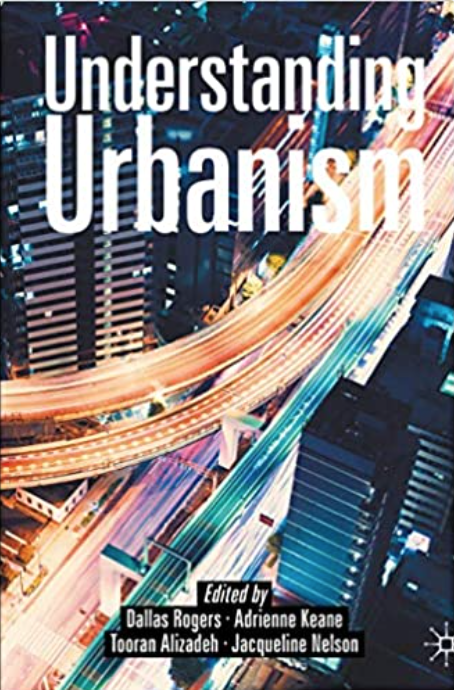 Understanding
Urbanism
Edited by
Dallas Rogers · Adrienne Keane
Tooran Alizadeh · Jacqueline Nelson